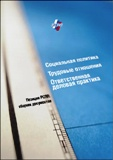 Социальная политика
Трудовые отношения
Ответственная
деловая практика
Позиция РСПП:
сборник документов